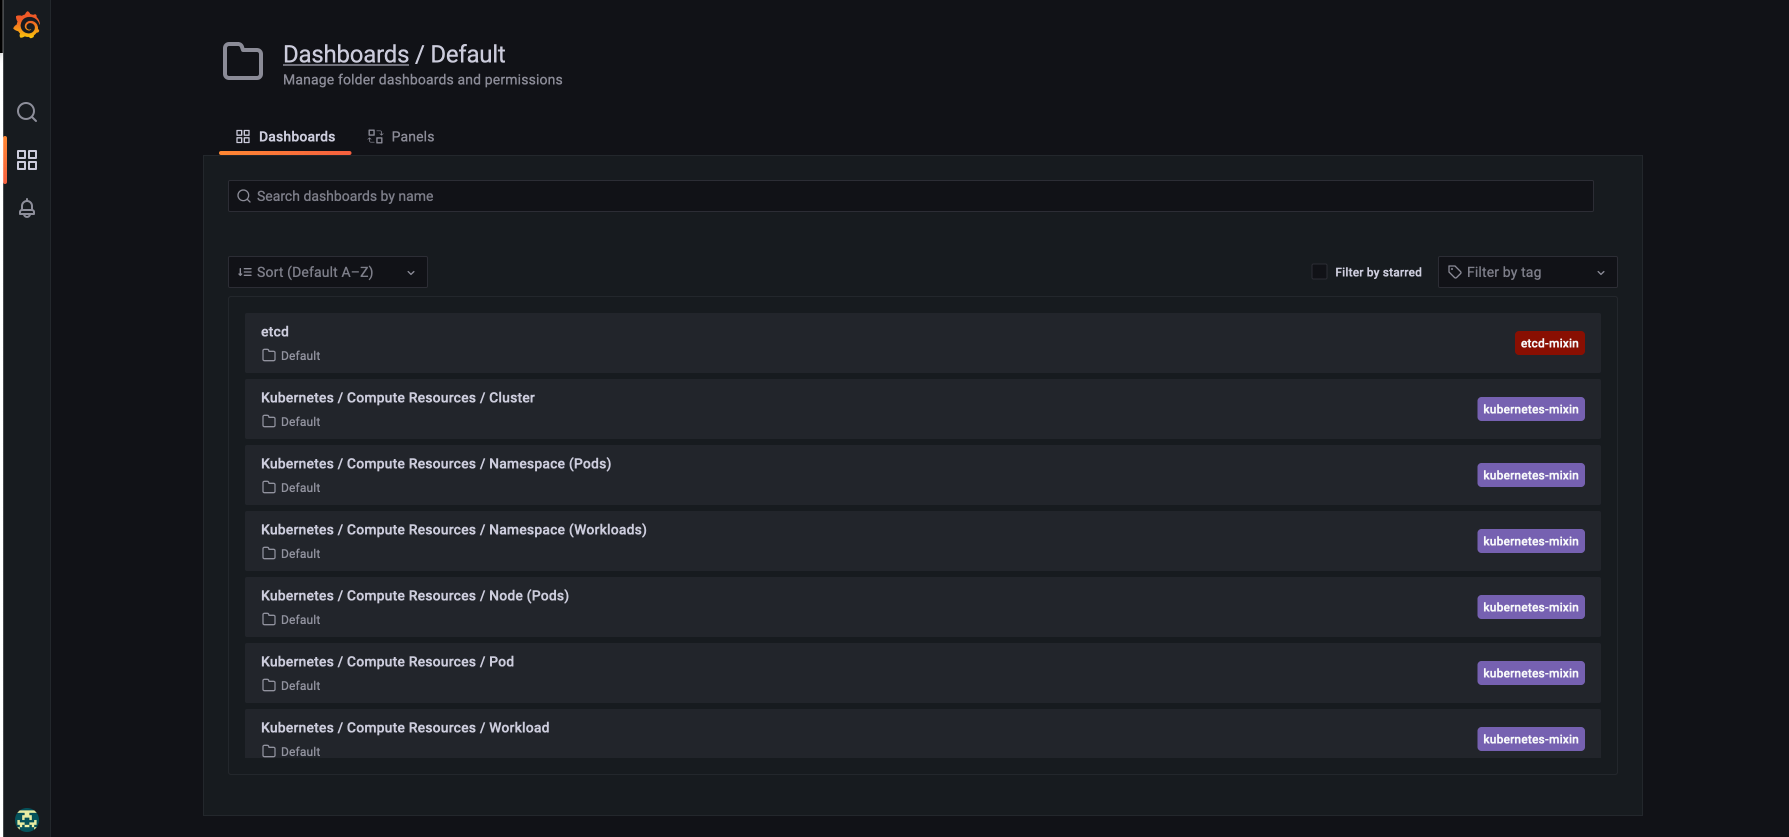 Dashboards / Default
Manage folder dashboards and permissions
Dashboards
Panels
Search dashboards by name
Sort (Default A–Z)
Filter by starred
Filter by tag
etcd
Default
etcd-mixin
Kubernetes / Compute Resources / Cluster
Default
kubernetes-mixin
Kubernetes / Compute Resources / Namespace (Pods)
Default
kubernetes-mixin
Kubernetes / Compute Resources / Namespace (Workloads)
Default
kubernetes-mixin
Kubernetes / Compute Resources / Node (Pods)
Default
kubernetes-mixin
Kubernetes / Compute Resources / Pod
Default
kubernetes-mixin
Kubernetes / Compute Resources / Workload
Default
kubernetes-mixin